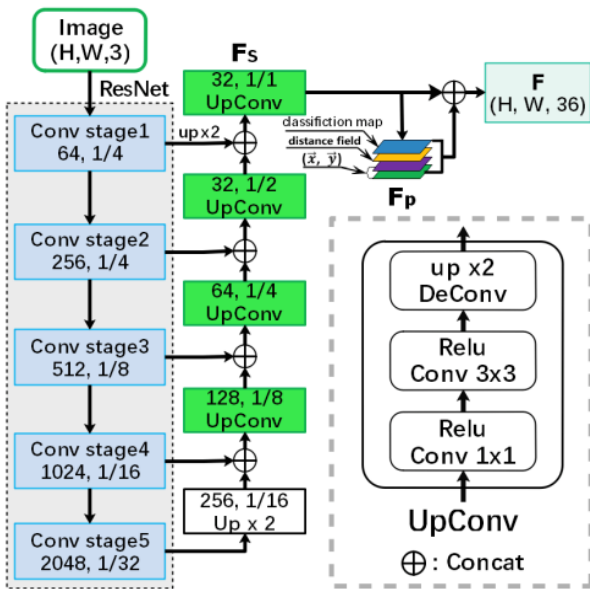 Image
(H,W,3)
ResNet
Conv stage1
64, 1/4
Conv stage2
256, 1/4
Conv stage3
512, 1/8
Conv stage4
1024, 1/16
Conv stage5
2048, 1/32
Fs
32, 1/1
UpConv
up x2
32, 1/2
UpConv
64, 1/4
UpConv
128, 1/8
UpConv
256, 1/16
Up x 2
classifiction map
distance field
(x⃗, y⃗)
Fp
F
(H, W, 36)
up x2
DeConv
Relu
Conv 3x3
Relu
Conv 1x1
UpConv
⊕ : Concat